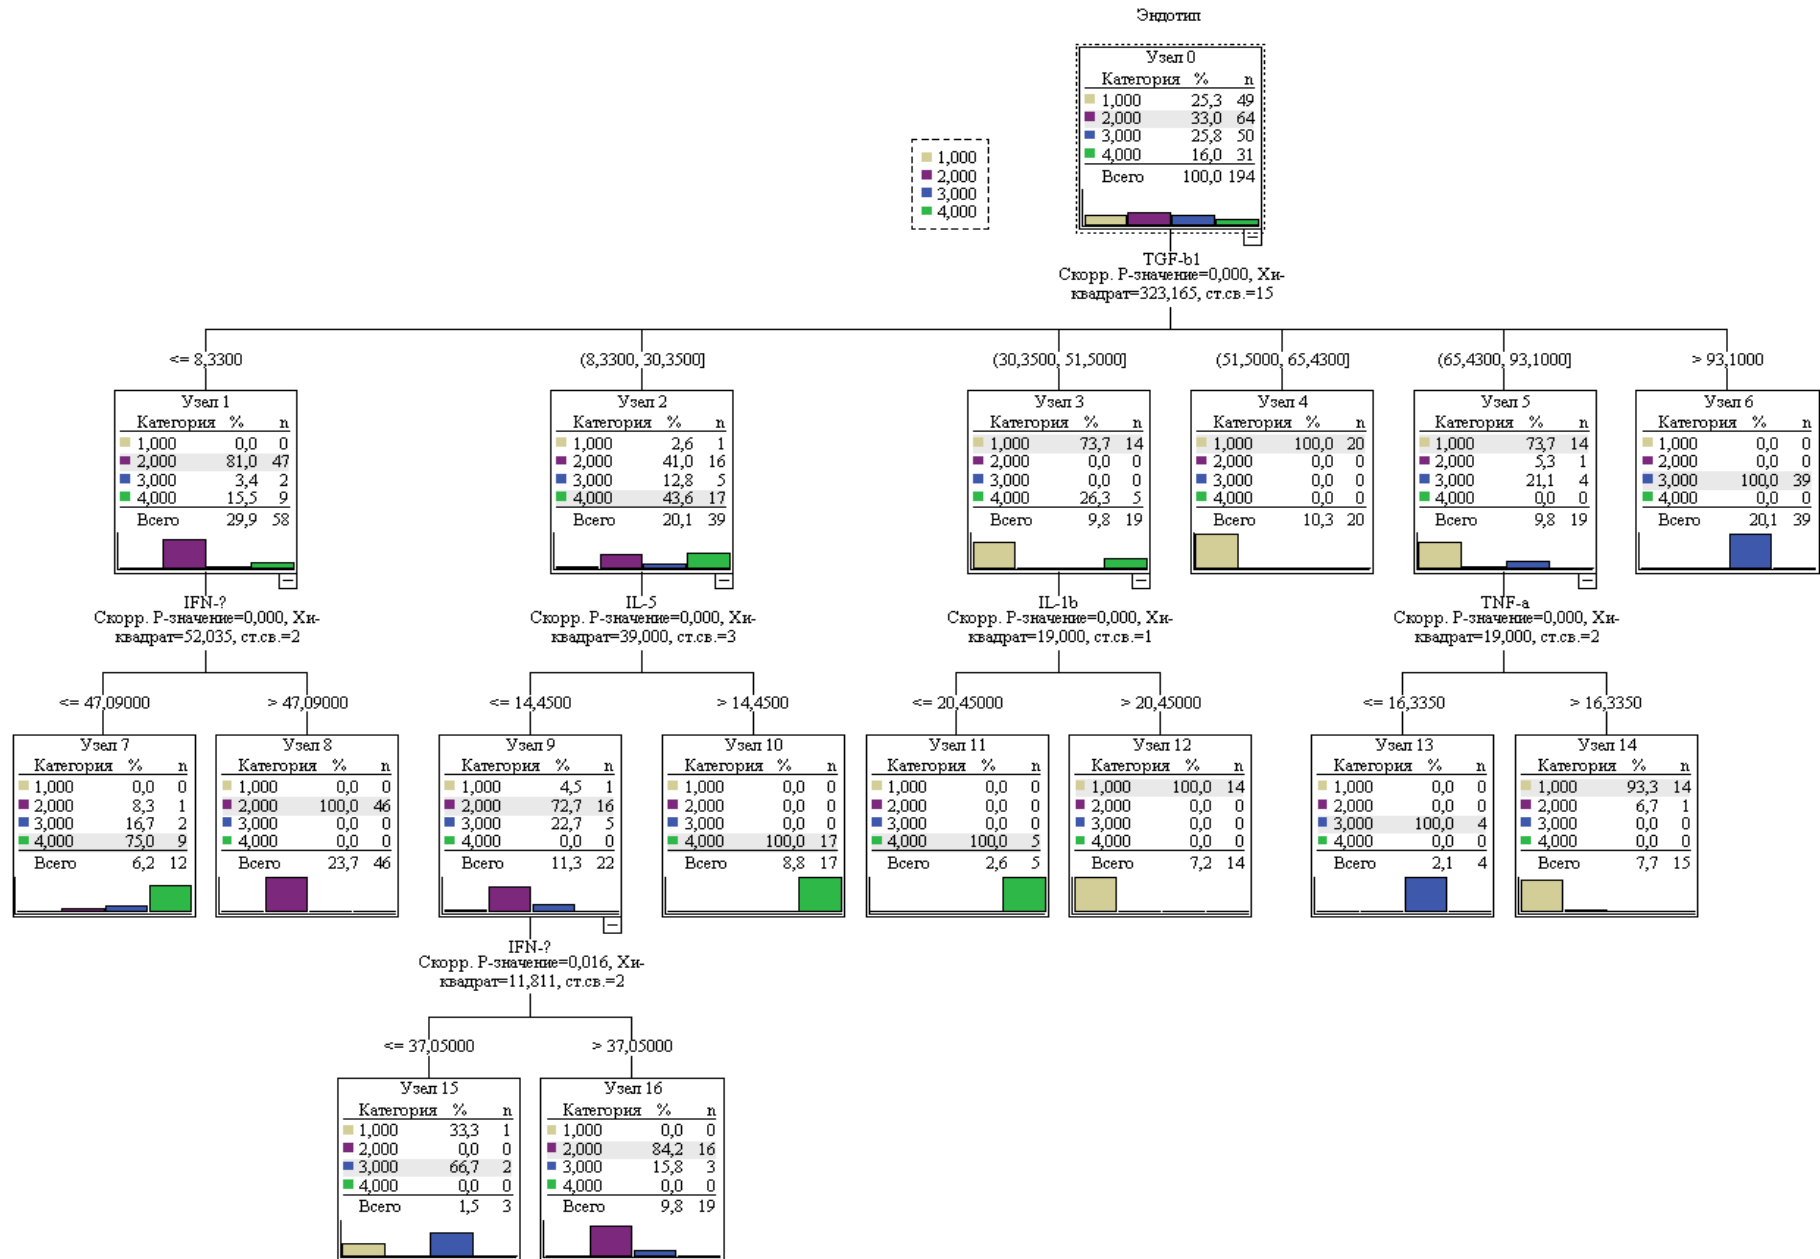 Эндотип
Узел 0
Категория % n
1,000 25,3 49
2,000 33,0 64
3,000 25,8 50
4,000 16,0 31
Всего 100,0 194
1,000
2,000
3,000
4,000
TGF-b1
Скорр. Р-значение=0,000, Хи-
квадрат=323,165, ст.св.=15
<= 8,3300
(8,3300, 30,3500]
(30,3500, 51,5000]
(51,5000, 65,4300]
(65,4300, 93,1000]
> 93,1000
Узел 1
Категория % n
1,000 0,0 0
2,000 81,0 47
3,000 3,4 2
4,000 15,5 9
Всего 29,9 58
Узел 2
Категория % n
1,000 2,6 1
2,000 41,0 16
3,000 12,8 5
4,000 43,6 17
Всего 20,1 39
Узел 3
Категория % n
1,000 73,7 14
2,000 0,0 0
3,000 0,0 0
4,000 26,3 5
Всего 9,8 19
Узел 4
Категория % n
1,000 100,0 20
2,000 0,0 0
3,000 0,0 0
4,000 0,0 0
Всего 10,3 20
Узел 5
Категория % n
1,000 73,7 14
2,000 5,3 1
3,000 21,1 4
4,000 0,0 0
Всего 9,8 19
Узел 6
Категория % n
1,000 0,0 0
2,000 0,0 0
3,000 100,0 39
4,000 0,0 0
Всего 20,1 39
IFN-?
Скорр. Р-значение=0,000, Хи-
квадрат=52,035, ст.св.=2
IL-5
Скорр. Р-значение=0,000, Хи-
квадрат=39,000, ст.св.=3
IL-1b
Скорр. Р-значение=0,000, Хи-
квадрат=19,000, ст.св.=1
TNF-a
Скорр. Р-значение=0,000, Хи-
квадрат=19,000, ст.св.=2
<= 47,09000
> 47,09000
<= 14,4500
> 14,4500
<= 20,45000
> 20,45000
<= 16,3350
> 16,3350
Узел 7
Категория % n
1,000 0,0 0
2,000 8,3 1
3,000 16,7 2
4,000 75,0 9
Всего 6,2 12
Узел 8
Категория % n
1,000 0,0 0
2,000 100,0 46
3,000 0,0 0
4,000 0,0 0
Всего 23,7 46
Узел 9
Категория % n
1,000 4,5 1
2,000 72,7 16
3,000 22,7 5
4,000 0,0 0
Всего 11,3 22
Узел 10
Категория % n
1,000 0,0 0
2,000 0,0 0
3,000 0,0 0
4,000 100,0 17
Всего 8,8 17
Узел 11
Категория % n
1,000 0,0 0
2,000 0,0 0
3,000 0,0 0
4,000 100,0 5
Всего 2,6 5
Узел 12
Категория % n
1,000 100,0 14
2,000 0,0 0
3,000 0,0 0
4,000 0,0 0
Всего 7,2 14
Узел 13
Категория % n
1,000 0,0 0
2,000 0,0 0
3,000 100,0 4
4,000 0,0 0
Всего 2,1 4
Узел 14
Категория % n
1,000 93,3 14
2,000 6,7 1
3,000 0,0 0
4,000 0,0 0
Всего 7,7 15
IFN-?
Скорр. Р-значение=0,016, Хи-
квадрат=11,811, ст.св.=2
<= 37,05000
> 37,05000
Узел 15
Категория % n
1,000 33,3 1
2,000 0,0 0
3,000 66,7 2
4,000 0,0 0
Всего 1,5 3
Узел 16
Категория % n
1,000 0,0 0
2,000 84,2 16
3,000 15,8 3
4,000 0,0 0
Всего 9,8 19